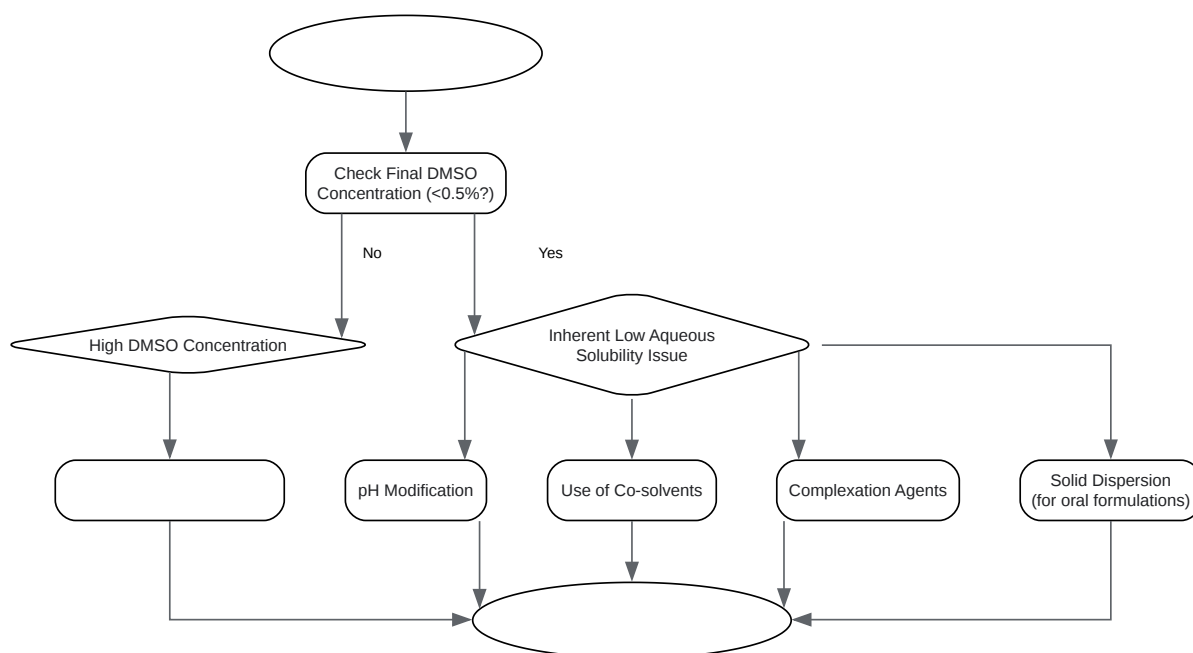 Check Final DMSO
Concentration (<0.5%?)
No
Yes
High DMSO Concentration
Inherent Low Aqueous
Solubility Issue
pH Modification
Use of Co-solvents
Complexation Agents
Solid Dispersion
(for oral formulations)